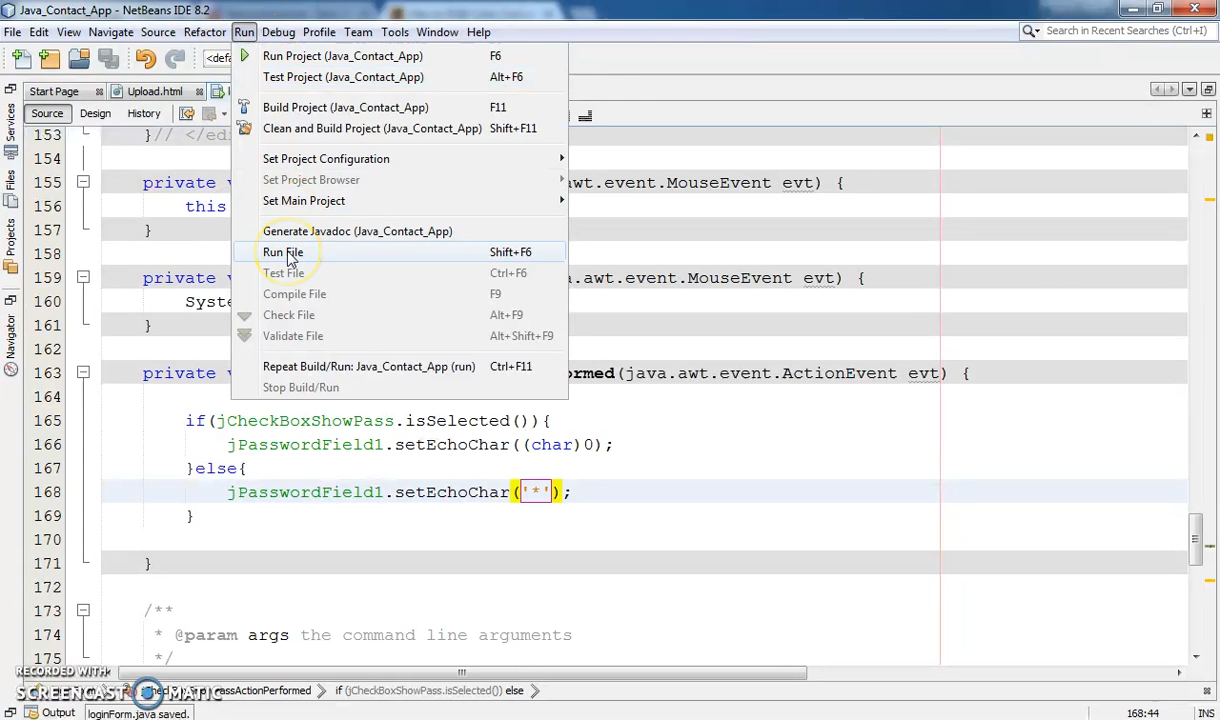 Java_Contact_App - NetBeans IDE 8.2
File Edit View Navigate Source Refactor Run Debug Profile Team Tools Window Help
Search in Recent Searches (Ctrl+I)
<def
Run Project (Java_Contact_App) F6
Test Project (Java_Contact_App) Alt+F6
Build Project (Java_Contact_App) F11
Clean and Build Project (Java_Contact_App) Shift+F11
Set Project Configuration
Set Project Browser
Set Main Project
Generate Javadoc (Java_Contact_App)
Run File Shift+F6
Test File Ctrl+F6
Compile File F9
Check File Alt+F9
Validate File Alt+Shift+F9
Repeat Build/Run: Java_Contact_App (run) Ctrl+F11
Stop Build/Run
Start Page Upload.html
Source Design History
Services
Files
Projects
Navigator
153 }// </edi
154
155 private v awt.event.MouseEvent evt) {
156 this
157 }
158
159 private v a.awt.event.MouseEvent evt) {
160 Syste
161 }
162
163 private v ormed(java.awt.event.ActionEvent evt) {
165 if(jCheckBoxShowPass.isSelected()){
166 jPasswordField1.setEchoChar((char)0);
167 }else{
168 jPasswordField1.setEchoChar('*');
169 }
170
171 }
172
173 /**
174 * @param args the command line arguments
175 */
RECORDED WITH
SCREENCAST MATIC
assActionPerformed if (jCheckBoxShowPass.isSelected()) else
Output loginForm.java saved. 168:44 INS